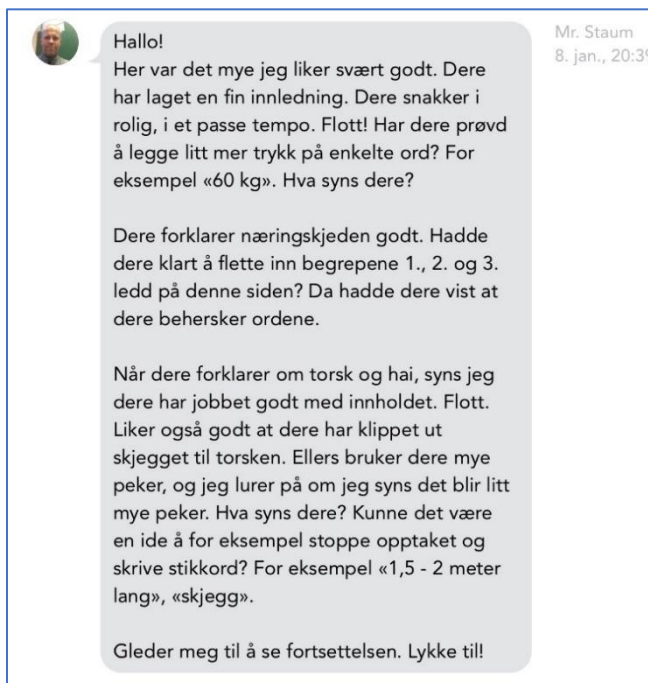 Mr. Staum
8. jan., 20:39
Hallo!
Her var det mye jeg liker svært godt. Dere
har laget en fin innledning. Dere snakker i
rolig, i et passe tempo. Flott! Har dere prøvd
å legge litt mer trykk på enkelte ord? For
eksempel «60 kg». Hva syns dere?
Dere forklarer næringskjeden godt. Hadde
dere klart å flette inn begrepene 1., 2. og 3.
ledd på denne siden? Da hadde dere vist at
dere behersker ordene.
Når dere forklarer om torsk og hai, syns jeg
dere har jobbet godt med innholdet. Flott.
Liker også godt at dere har klippet ut
skjegget til torsken. Ellers bruker dere mye
peker, og jeg lurer på om jeg syns det blir litt
mye peker. Hva syns dere? Kunne det være
en ide å for eksempel stoppe opptaket og
skrive stikkord? For eksempel «1,5 - 2 meter
lang», «skjegg».
Gleder meg til å se fortsettelsen. Lykke til!